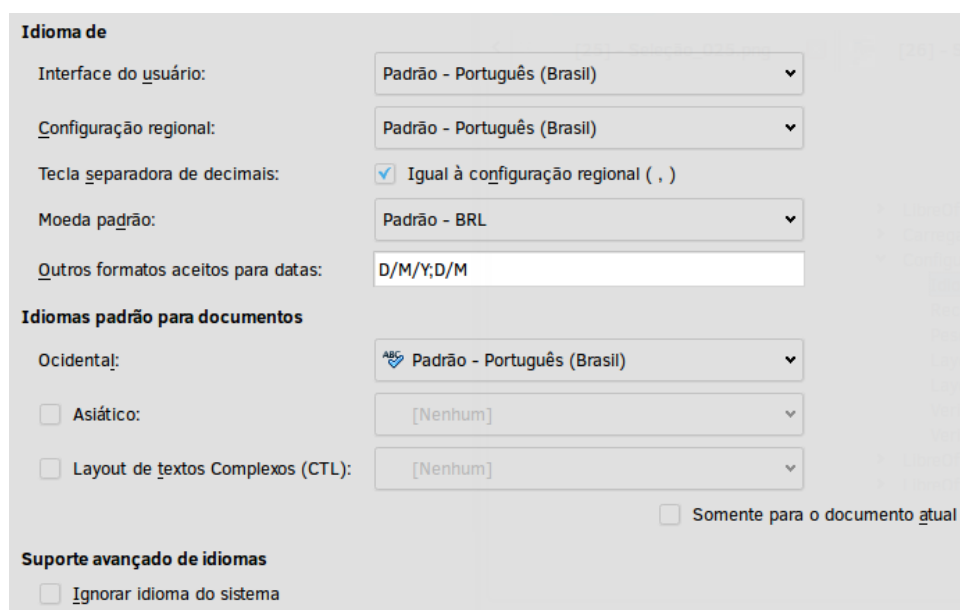 Idioma de
Interface do usuário: Padrão - Português (Brasil)
Configuração regional: Padrão - Português (Brasil)
Tecla separadora de decimais: Igual à configuração regional ( , )
Moeda padrão: Padrão - BRL
Outros formatos aceitos para datas: D/M/Y;D/M
Idiomas padrão para documentos
Ocidental: ABC Padrão - Português (Brasil)
Asiático: [Nenhum]
Layout de textos Complexos (CTL): [Nenhum]
Somente para o documento atual
Suporte avançado de idiomas
Ignorar idioma do sistema